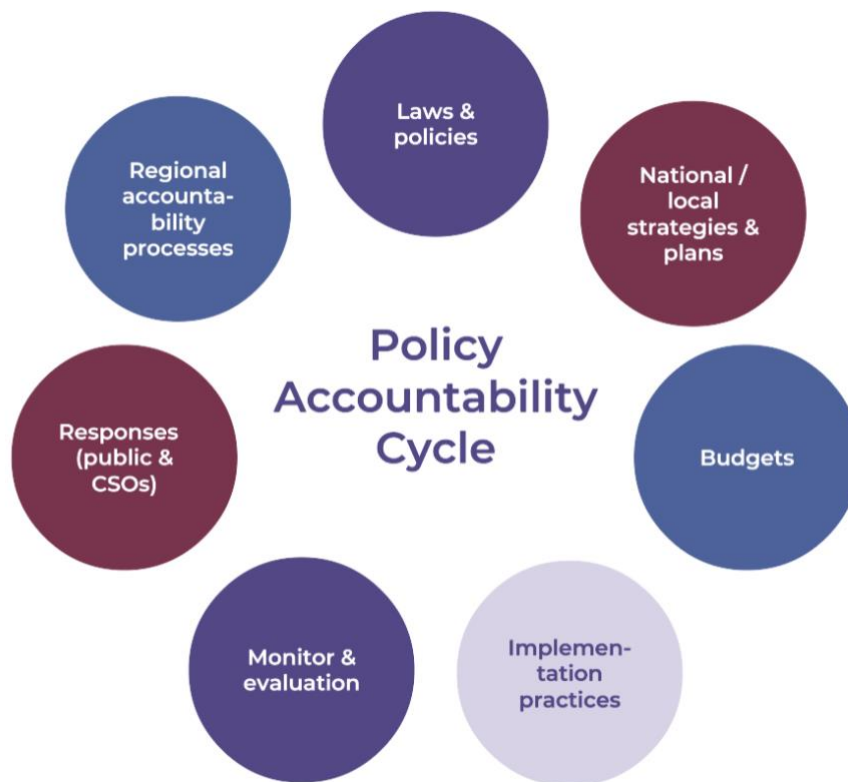 Laws &
policies
National /
local
strategies &
plans
Budgets
Implemen-
tation
practices
Monitor &
evaluation
Responses
(public &
CSOs)
Regional
accounta-
bility
processes
Policy
Accountability
Cycle